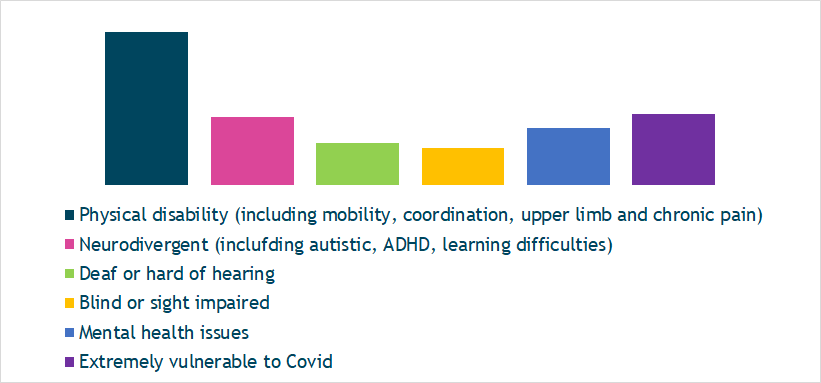 Physical disability (including mobility, coordination, upper limb and chronic pain)
Neurodivergent (inclufding autistic, ADHD, learning difficulties)
Deaf or hard of hearing
Blind or sight impaired
Mental health issues
Extremely vulnerable to Covid